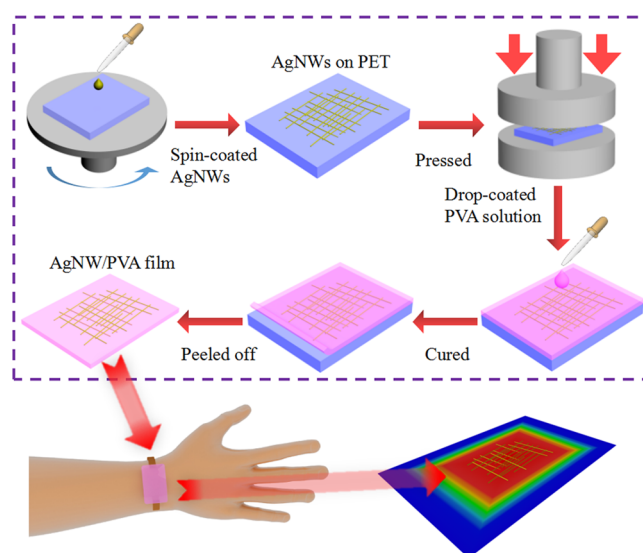 AgNWs on PET
Spin-coated
AgNWs
Pressed
Drop-coated
PVA solution
AgNW/PVA film
Peeled off
Cured